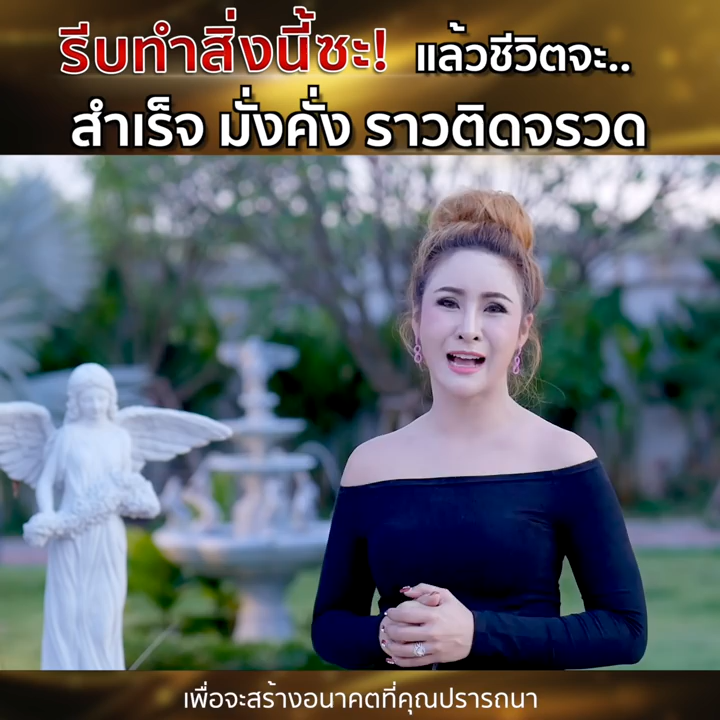 รีบทำสิ่งนี้ซะ! แล้วชีวิตจะ..
สำเร็จ มั่งคั่ง ราวติดจรวด
เพื่อจะสร้างอนาคตที่คุณปรารถนา